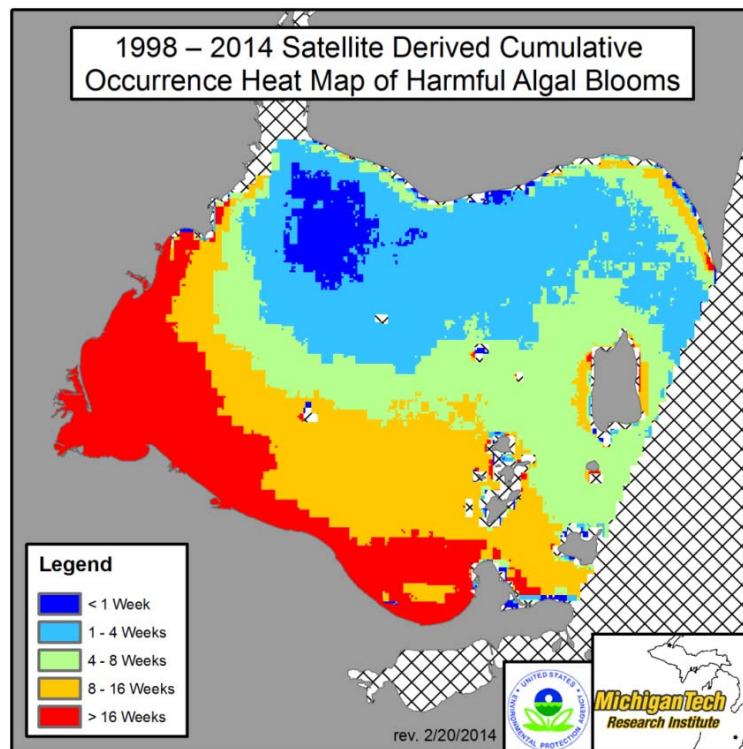 1998 – 2014 Satellite Derived Cumulative
Occurrence Heat Map of Harmful Algal Blooms
Legend
< 1 Week
1 - 4 Weeks
4 - 8 Weeks
8 - 16 Weeks
> 16 Weeks
rev. 2/20/2014
UNITED STATES
ENVIRONMENTAL PROTECTION AGENCY
MichiganTech
Research Institute